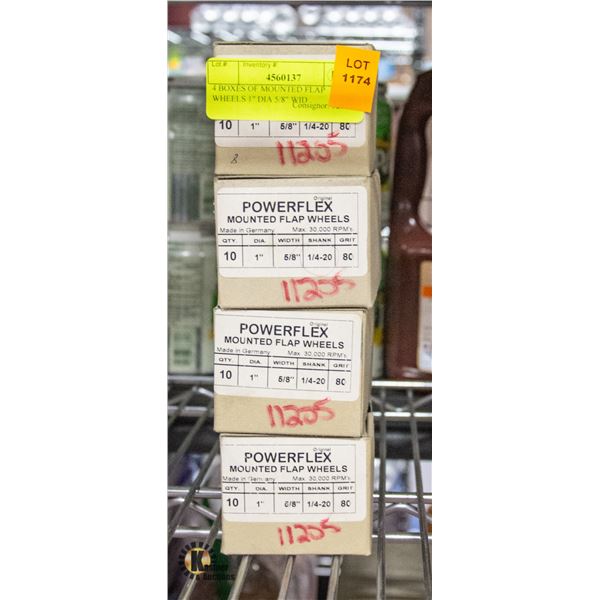 Lot #: Inventory #:
4560137
LOT
1174
4 BOXES OF MOUNTED FLAP
WHEELS 1" DIA 5/8" WID
Consignor:
10 1" 5/8" 1/4-20 80
8
11205
Original
POWERFLEX
MOUNTED FLAP WHEELS
Made in Germany Max. 30,000 RPM's
QTY. DIA. WIDTH SHANK GRIT
10 1" 5/8" 1/4-20 80
11205
Original
POWERFLEX
MOUNTED FLAP WHEELS
Made in Germany Max. 30,000 RPM's
QTY. DIA. WIDTH SHANK GRIT
10 1" 5/8" 1/4-20 80
11205
Original
POWERFLEX
MOUNTED FLAP WHEELS
Made in Germany Max. 30,000 RPM's
QTY. DIA. WIDTH SHANK GRIT
10 1" 5/8" 1/4-20 80
11205
Kastner
& Auctions